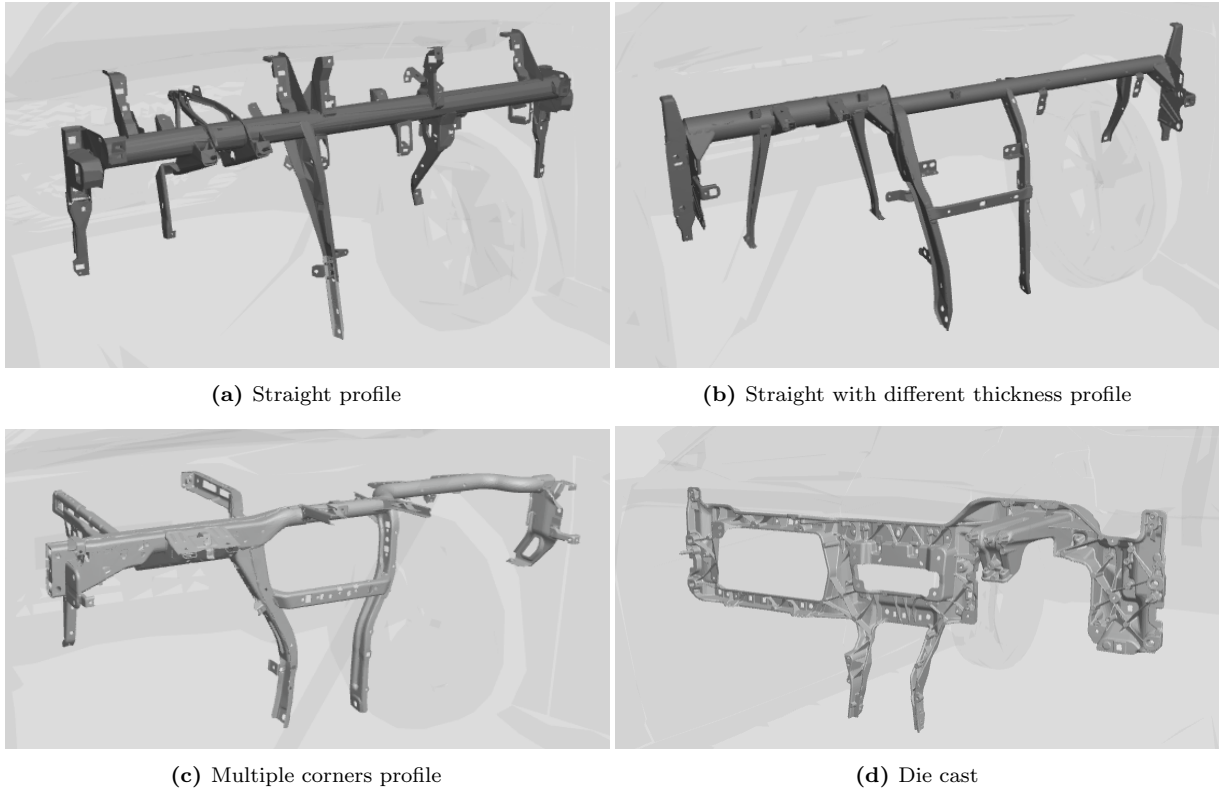 (a) Straight profile
(b) Straight with different thickness profile
(c) Multiple corners profile
(d) Die cast